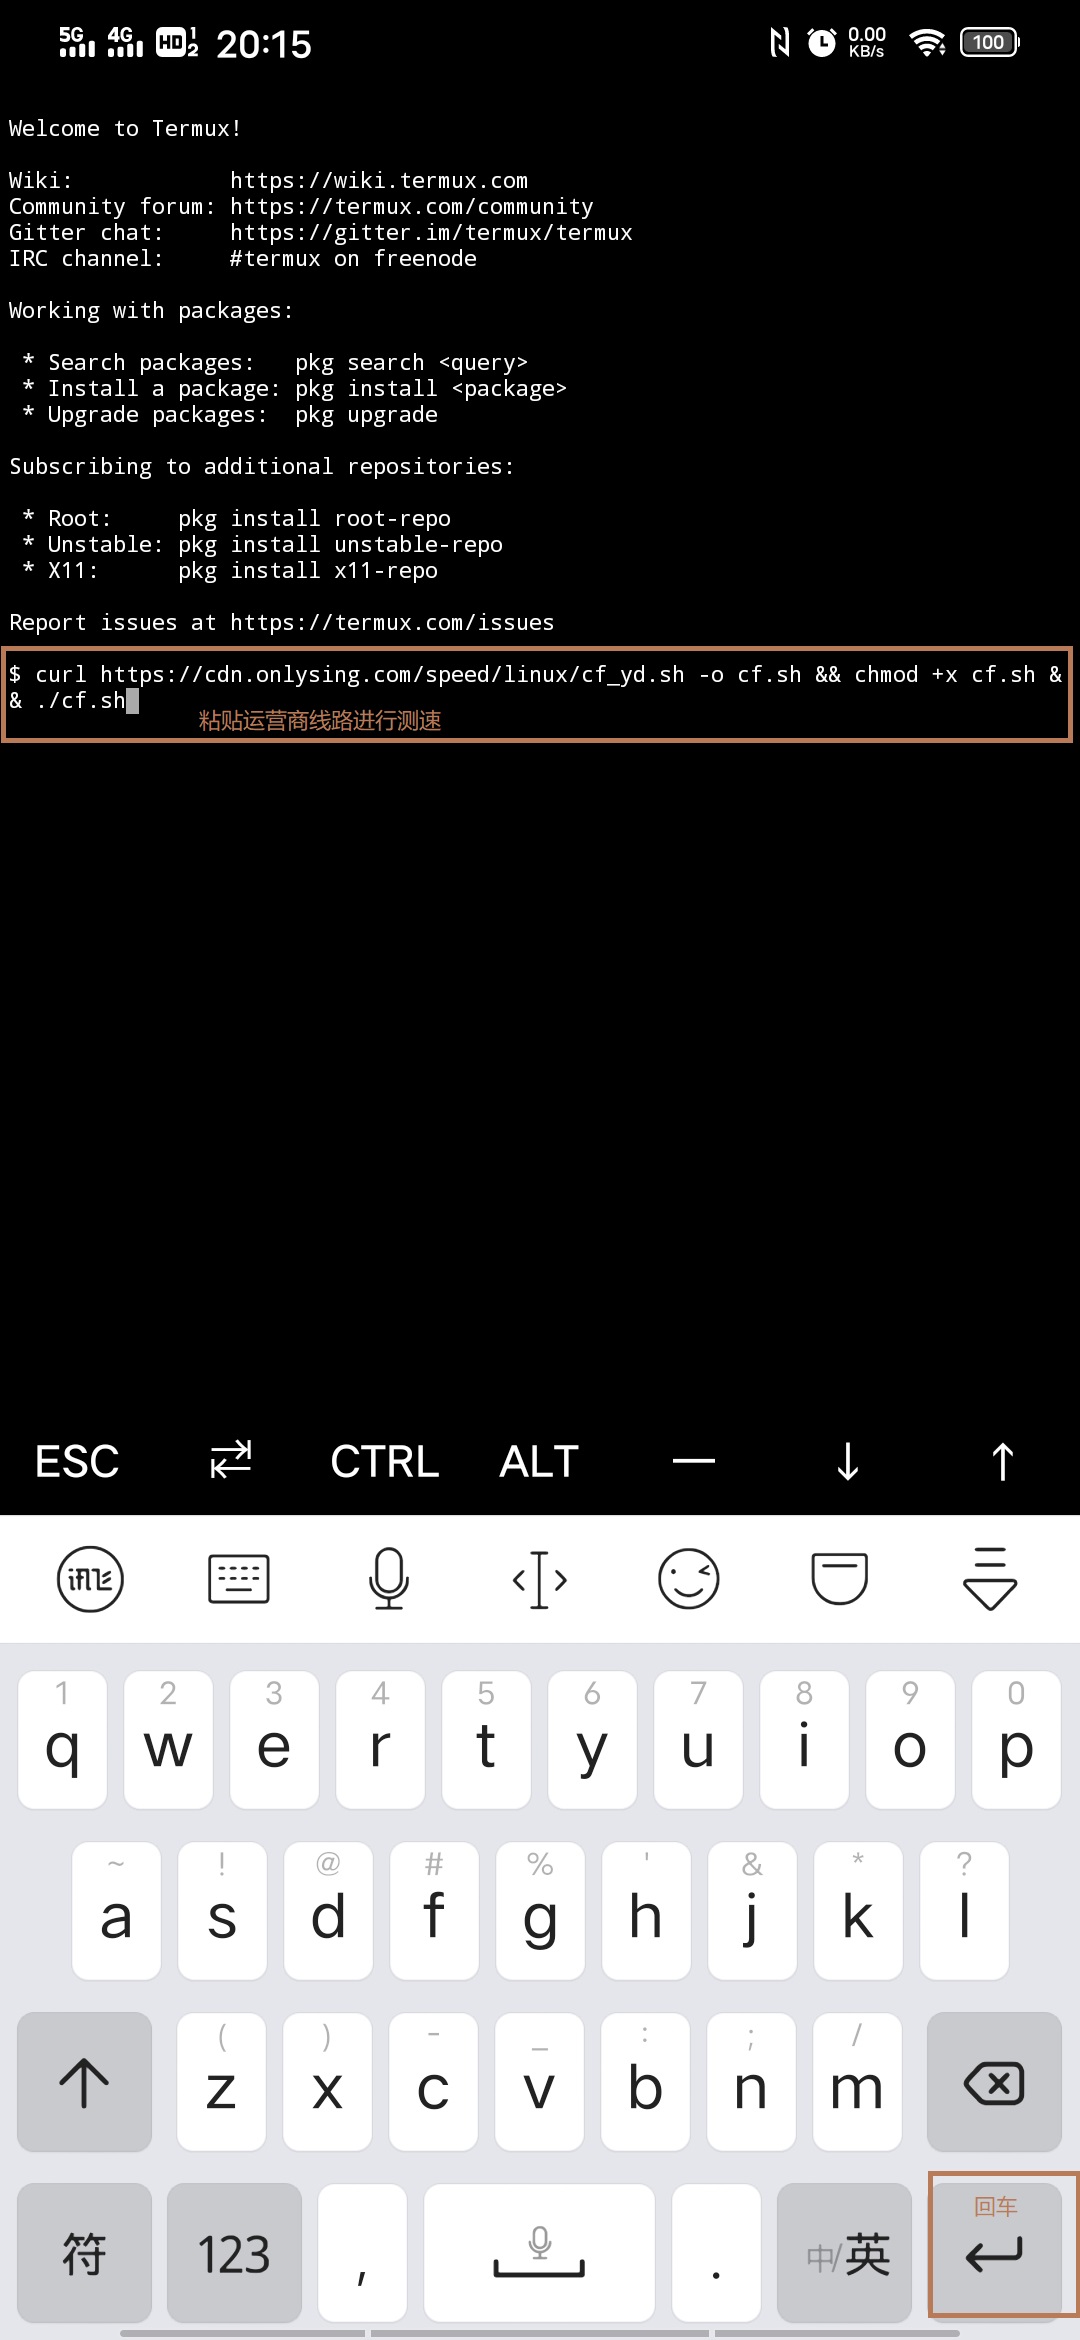 5G 4G HD 1 2 20:15 0.00 KB/s 100
Welcome to Termux!
Wiki: https://wiki.termux.com
Community forum: https://termux.com/community
Gitter chat: https://gitter.im/termux/termux
IRC channel: #termux on freenode
Working with packages:
* Search packages: pkg search <query>
* Install a package: pkg install <package>
* Upgrade packages: pkg upgrade
Subscribing to additional repositories:
* Root: pkg install root-repo
* Unstable: pkg install unstable-repo
* X11: pkg install x11-repo
Report issues at https://termux.com/issues
$ curl https://cdn.onlysing.com/speed/linux/cf_yd.sh -o cf.sh && chmod +x cf.sh &
& ./cf.sh
粘贴运营商线路进行测速
ESC ⇄ CTRL ALT — ↓ ↑
1 2 3 4 5 6 7 8 9 0
q w e r t y u i o p
~ ! @ # % ' & * ?
a s d f g h j k l
( ) - _ : ; /
z x c v b n m
回车
符 123 , . 中/英